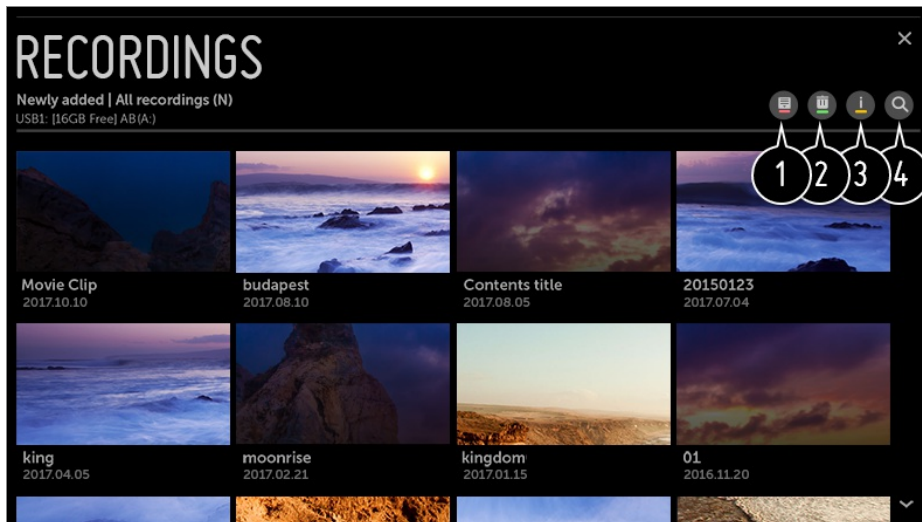 RECORDINGS
Newly added | All recordings (N)
USB1: [16GB Free] AB(A:)
1 2 3 4
Movie Clip budapest Contents title 20150123
2017.10.10 2017.08.10 2017.08.05 2017.07.04
king moonrise kingdom 01
2017.04.05 2017.02.21 2017.01.15 2016.11.20